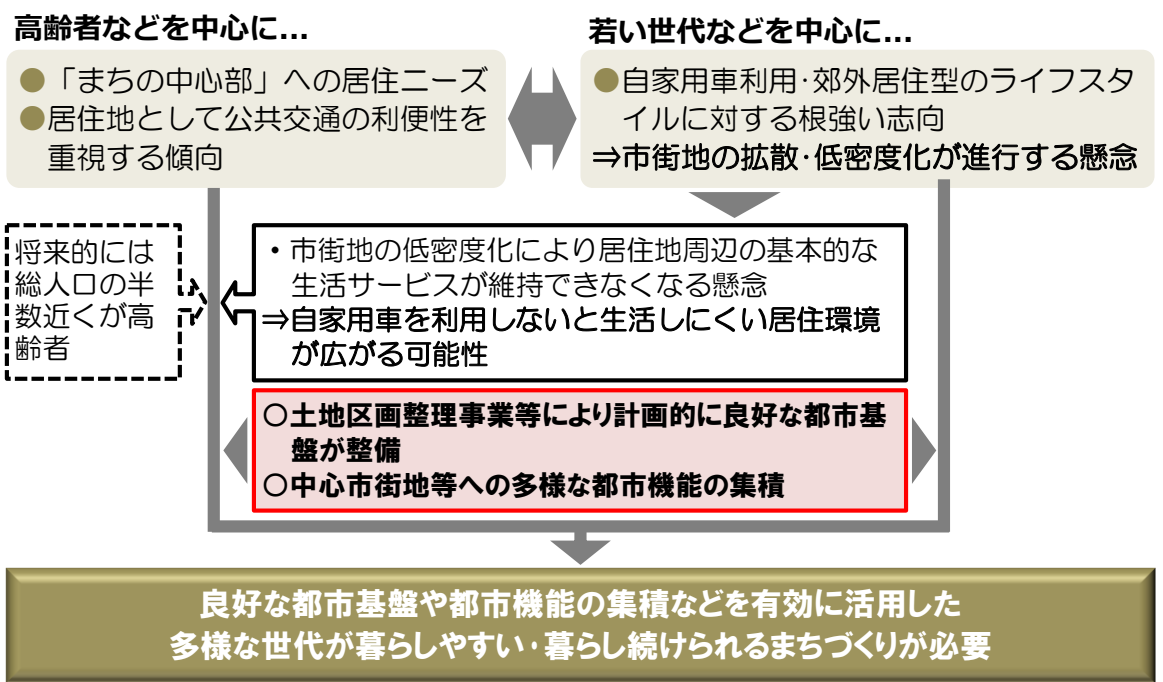 高齢者などを中心に...
●「まちの中心部」への居住ニーズ
●居住地として公共交通の利便性を
重視する傾向
若い世代などを中心に...
●自家用車利用・郊外居住型のライフスタ
イルに対する根強い志向
⇒市街地の拡散・低密度化が進行する懸念
将来的には
総人口の半
数近くが高
齢者
・市街地の低密度化により居住地周辺の基本的な
生活サービスが維持できなくなる懸念
⇒自家用車を利用しないと生活しにくい居住環境
が広がる可能性
○土地区画整理事業等により計画的に良好な都市基
盤が整備
○中心市街地等への多様な都市機能の集積
良好な都市基盤や都市機能の集積などを有効に活用した
多様な世代が暮らしやすい・暮らし続けられるまちづくりが必要